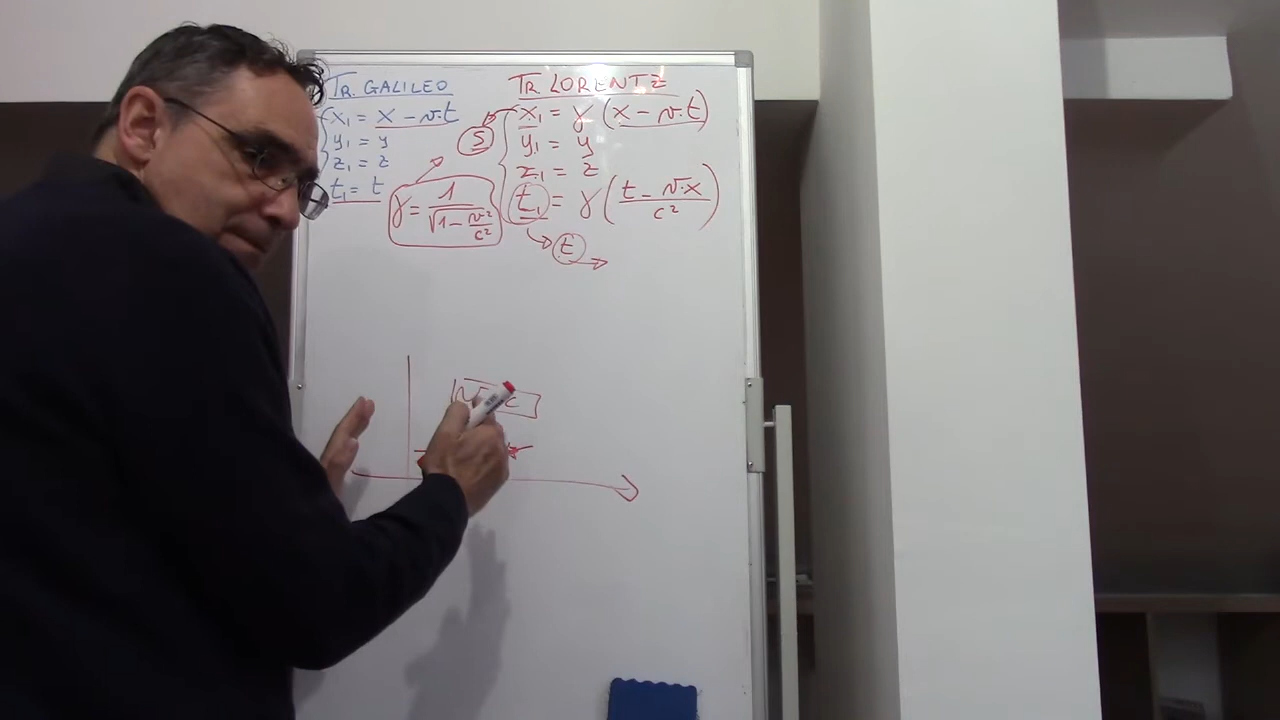 TR. GALILEO
x₁ = x - v·t
y₁ = y
z₁ = z
t₁ = t
γ = 1 / √(1 - v²/c²)
TR LORENTZ
x₁ = γ (x - v·t)
y₁ = y
z₁ = z
t₁ = γ (t - v·x / c²)
S
t
c